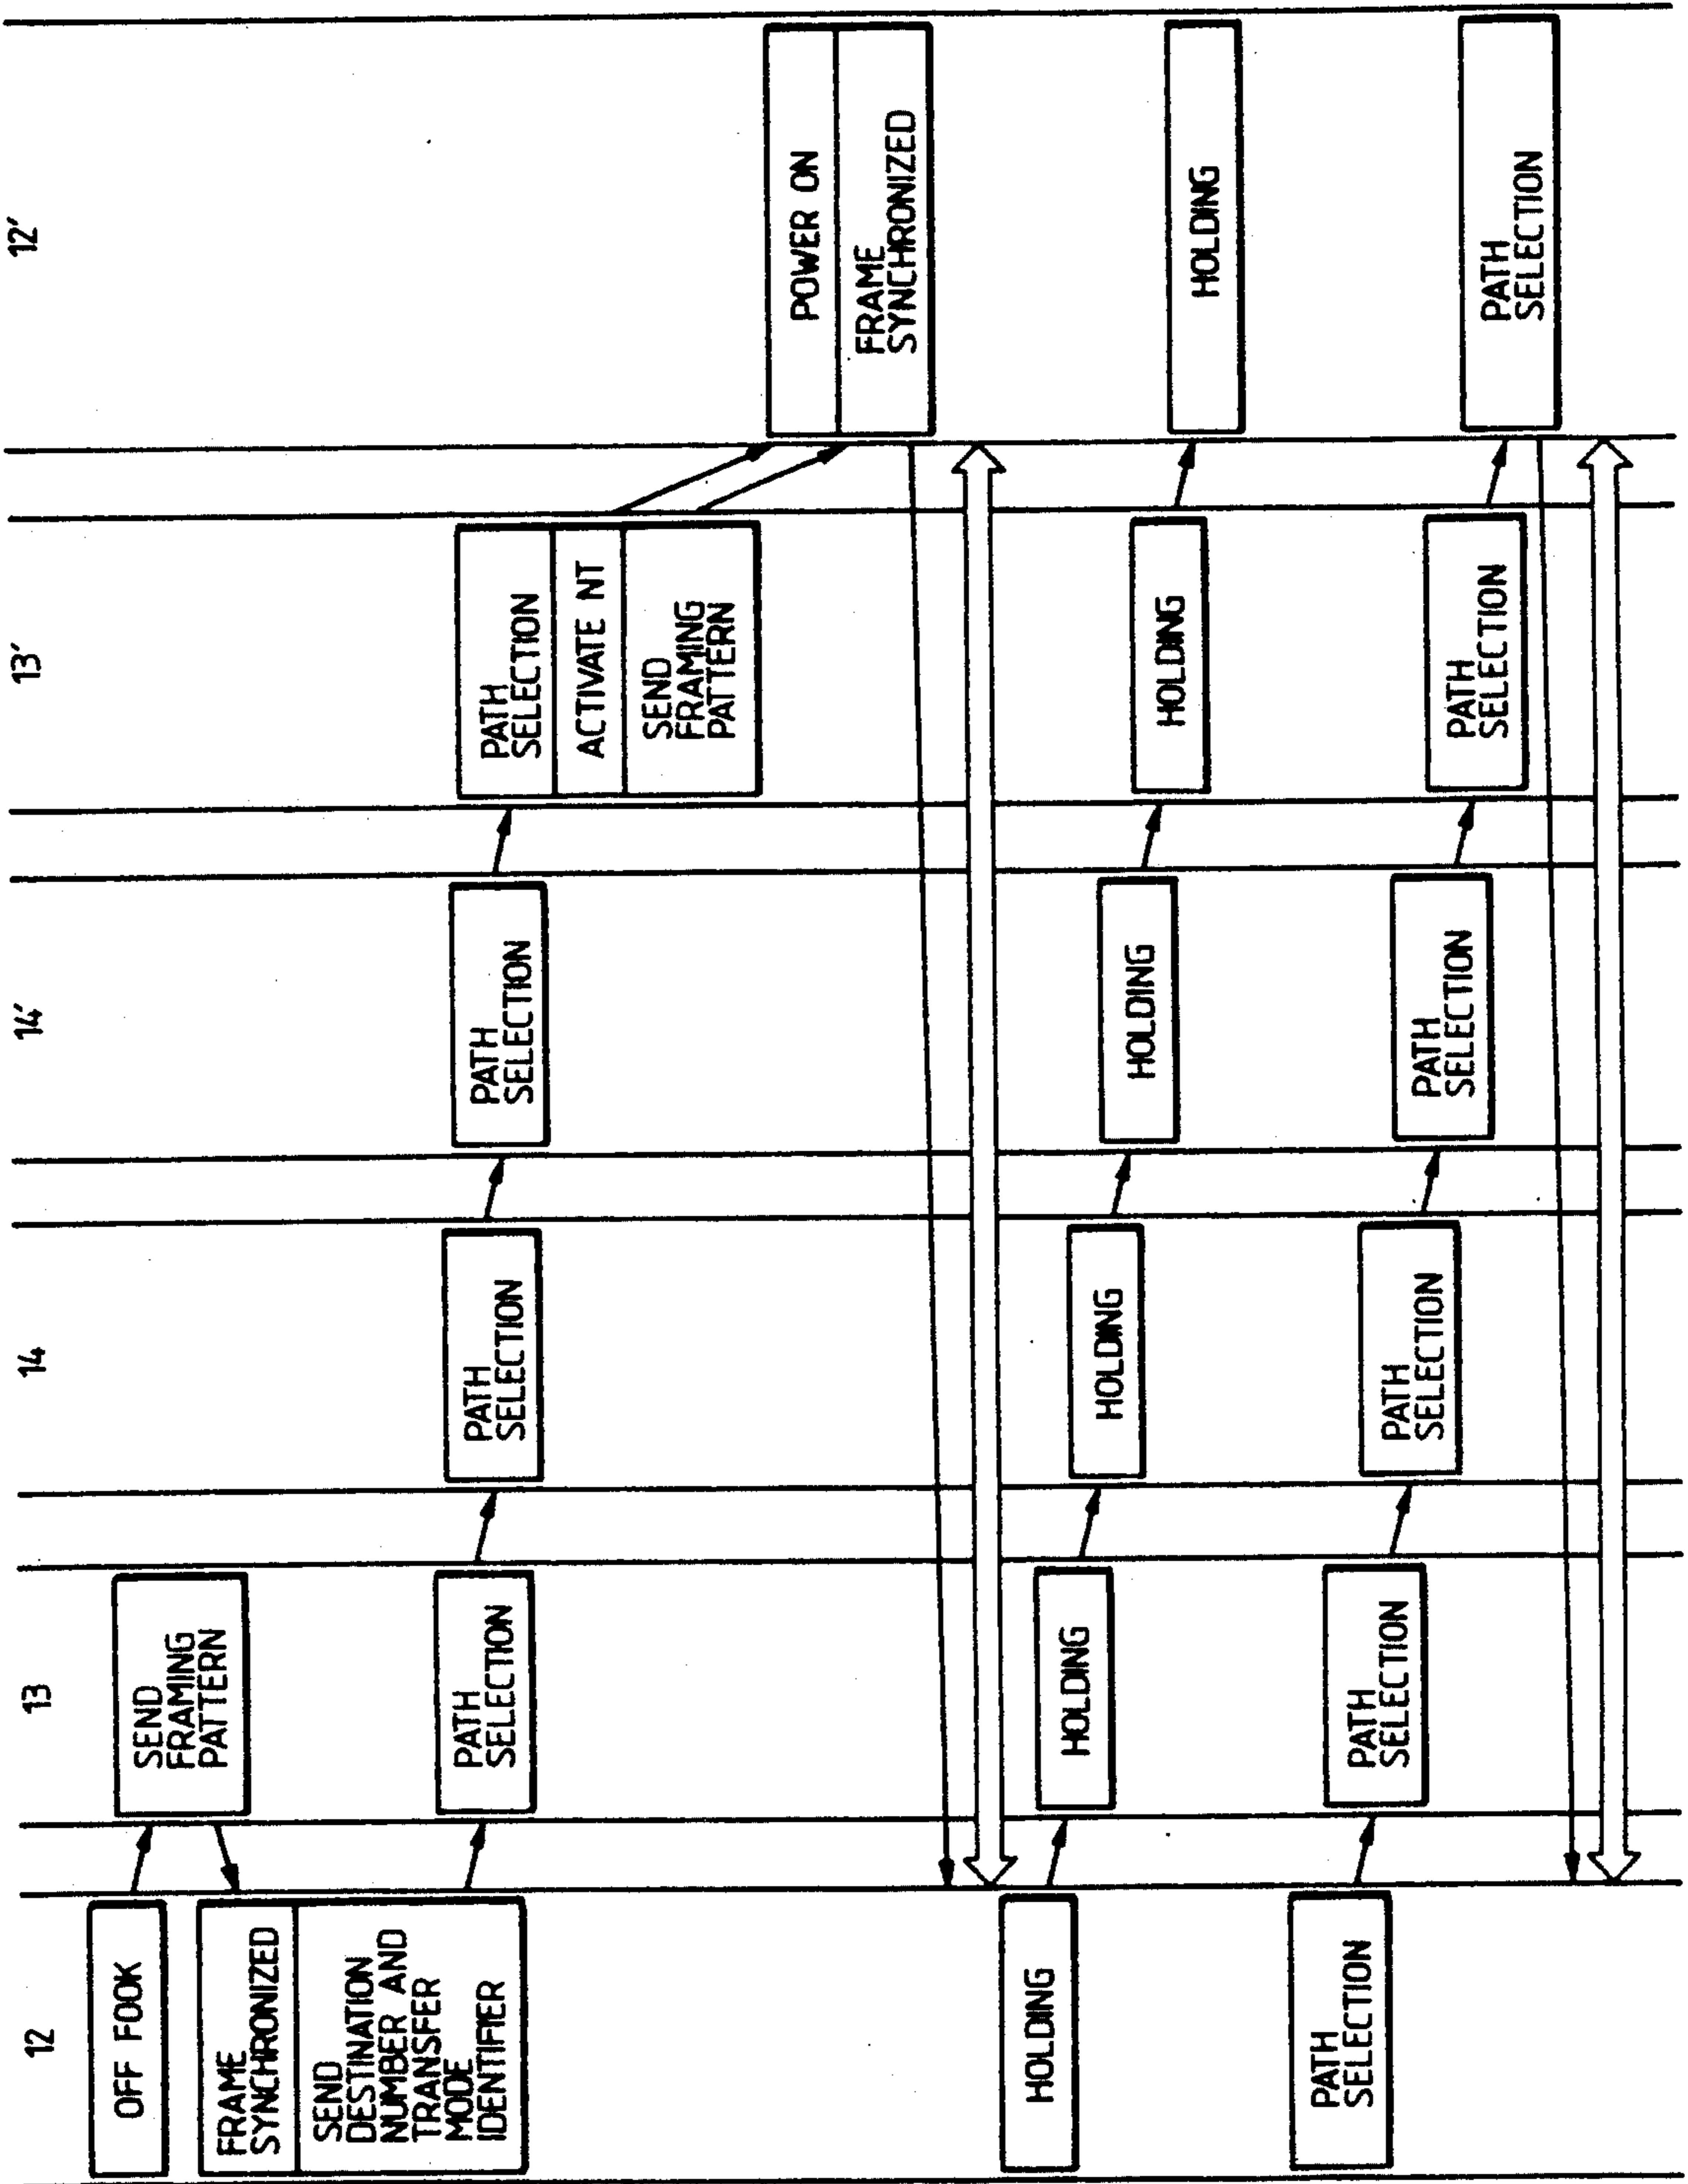 12
13
14
14'
13'
12'
OFF FOOK
SEND
FRAMING
PATTERN
FRAME
SYNCHRONIZED
SEND
DESTINATION
NUMBER AND
TRANSFER
MODE
IDENTIFIER
PATH
SELECTION
PATH
SELECTION
PATH
SELECTION
PATH
SELECTION
ACTIVATE NT
SEND
FRAMING
PATTERN
POWER ON
FRAME
SYNCHRONIZED
HOLDING
HOLDING
HOLDING
HOLDING
HOLDING
HOLDING
PATH
SELECTION
PATH
SELECTION
PATH
SELECTION
PATH
SELECTION
PATH
SELECTION
PATH
SELECTION